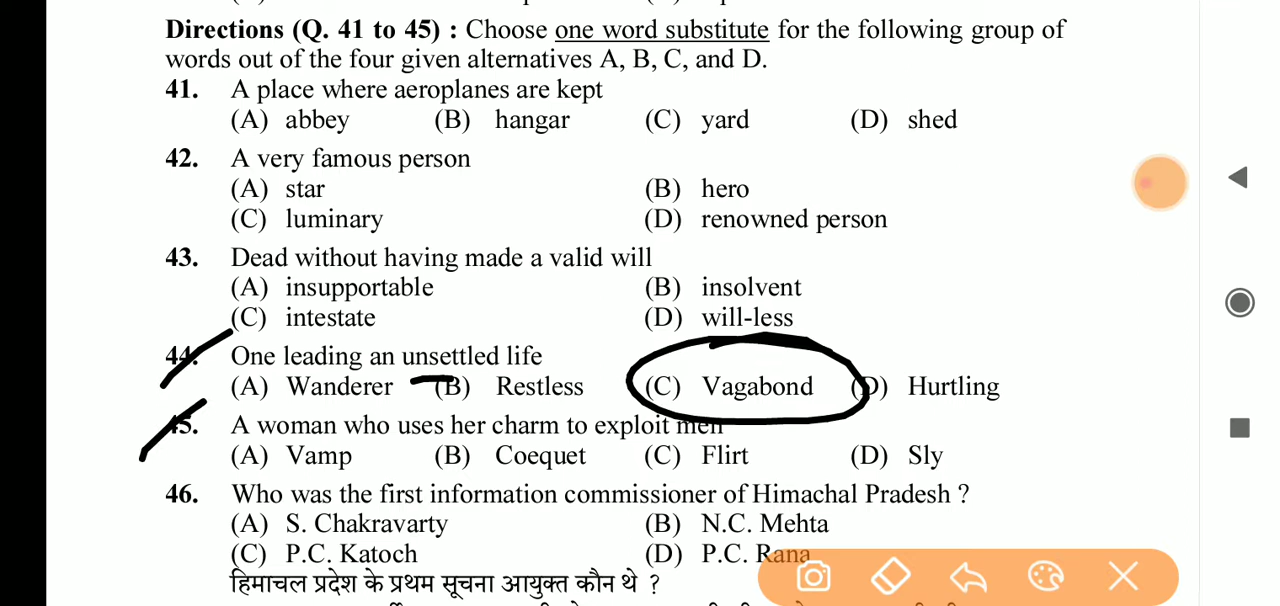 Directions (Q. 41 to 45) : Choose one word substitute for the following group of
words out of the four given alternatives A, B, C, and D.
41. A place where aeroplanes are kept
(A) abbey (B) hangar (C) yard (D) shed
42. A very famous person
(A) star (B) hero
(C) luminary (D) renowned person
43. Dead without having made a valid will
(A) insupportable (B) insolvent
(C) intestate (D) will-less
44. One leading an unsettled life
(A) Wanderer (B) Restless (C) Vagabond (D) Hurtling
45. A woman who uses her charm to exploit men
(A) Vamp (B) Coequet (C) Flirt (D) Sly
46. Who was the first information commissioner of Himachal Pradesh ?
(A) S. Chakravarty (B) N.C. Mehta
(C) P.C. Katoch (D) P.C. Rana
हिमाचल प्रदेश के प्रथम सूचना आयुक्त कौन थे ?